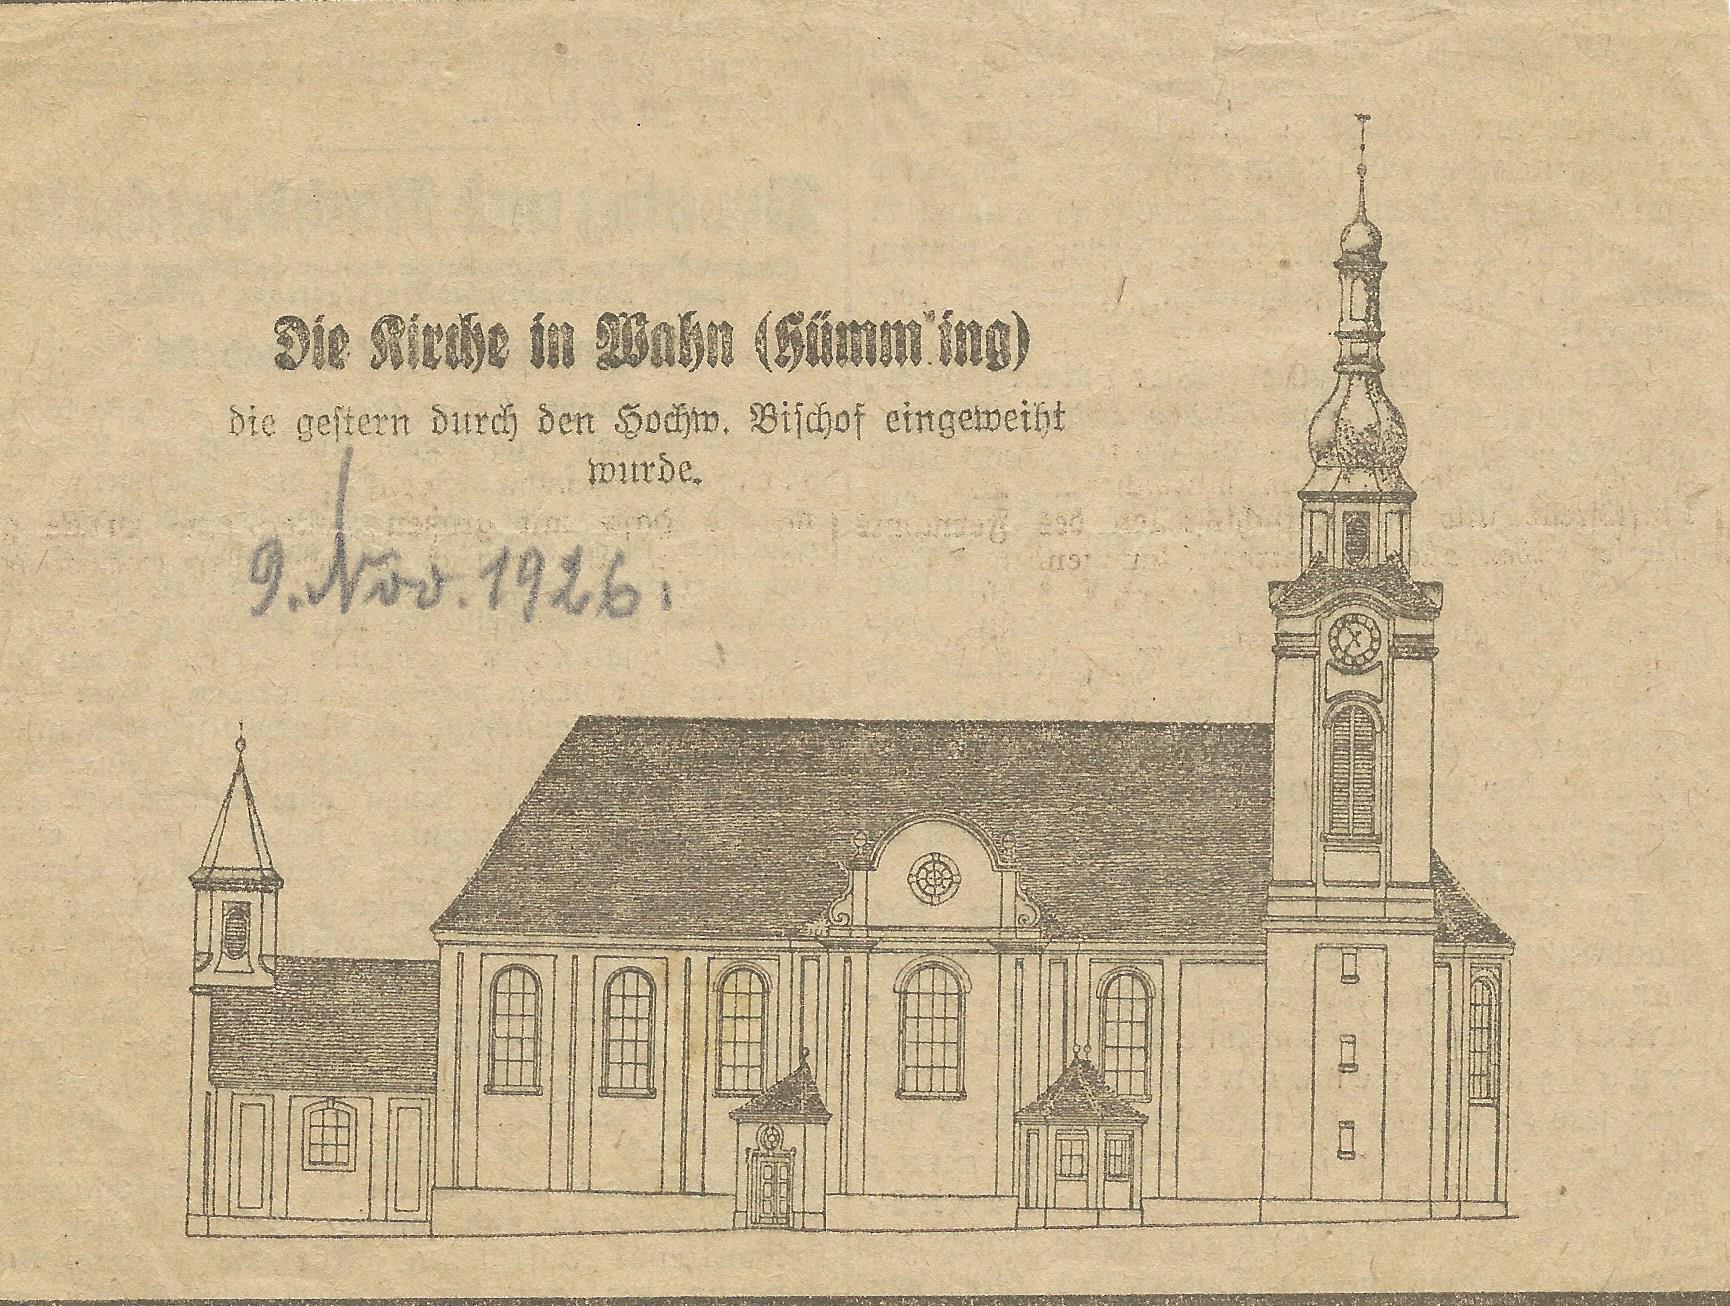 Die Kirche in Wahn (Hümm ing)
die gestern durch den Hochw. Bischof eingeweiht
wurde.
9. Nov. 1926.